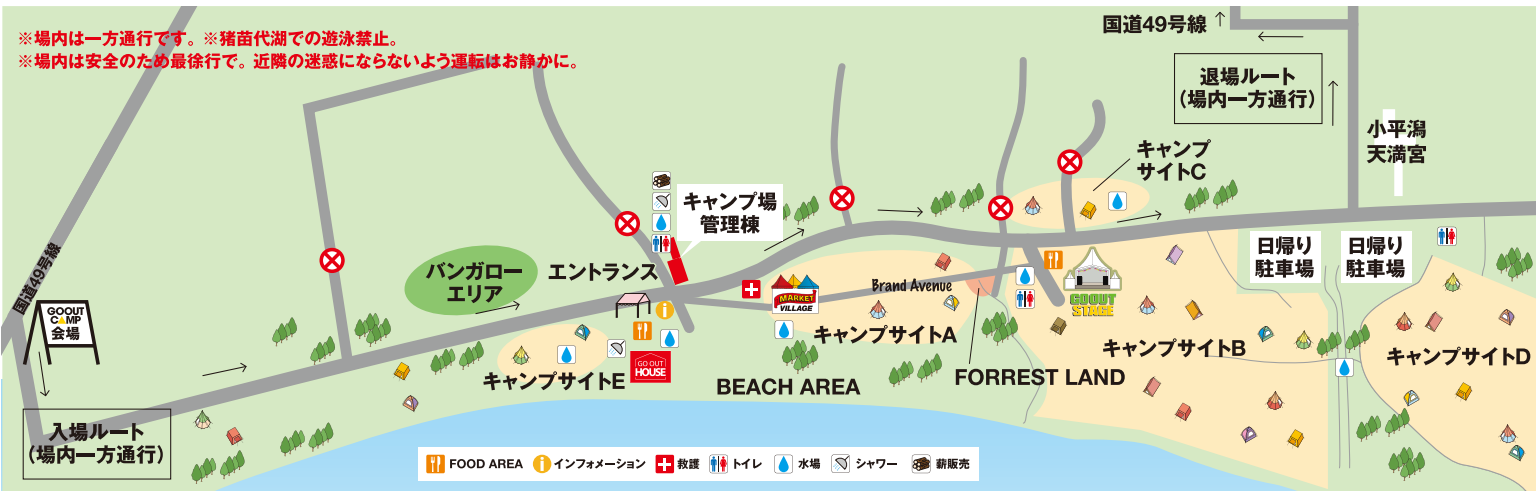 ※場内は一方通行です。※猪苗代湖での遊泳禁止。
※場内は安全のため最徐行で。近隣の迷惑にならないよう運転はお静かに。
国道49号線
退場ルート
(場内一方通行)
小平潟
天満宮
キャンプ
サイトC
キャンプ場
管理棟
国道49号線
GOOUT
CAMP
会場
バンガロー
エリア
エントランス
日帰り
駐車場
日帰り
駐車場
MARKET
VILLAGE
Brand Avenue
GOOUT
STAGE
キャンプサイトA
キャンプサイトB
キャンプサイトD
GO OUT
HOUSE
キャンプサイトE
BEACH AREA
FORREST LAND
入場ルート
(場内一方通行)
FOOD AREA
インフォメーション
救護
トイレ
水場
シャワー
薪販売